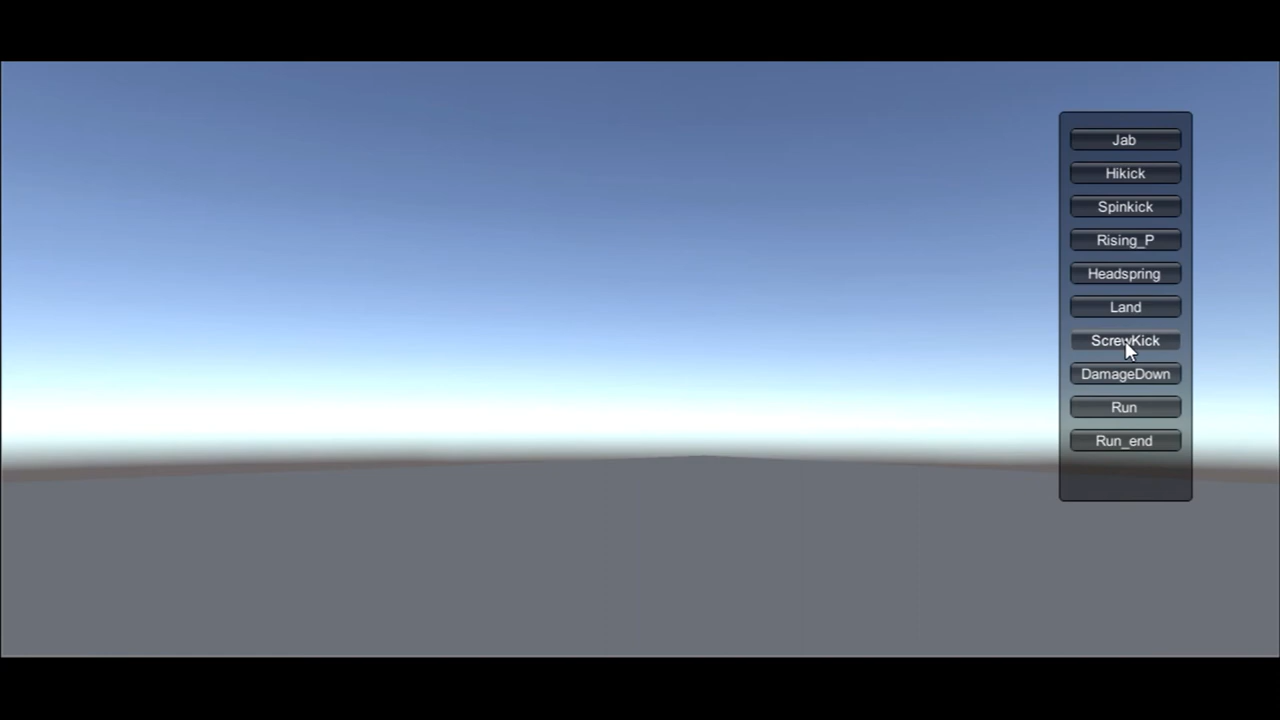 Jab
Hikick
Spinkick
Rising_P
Headspring
Land
ScrewKick
DamageDown
Run
Run_end